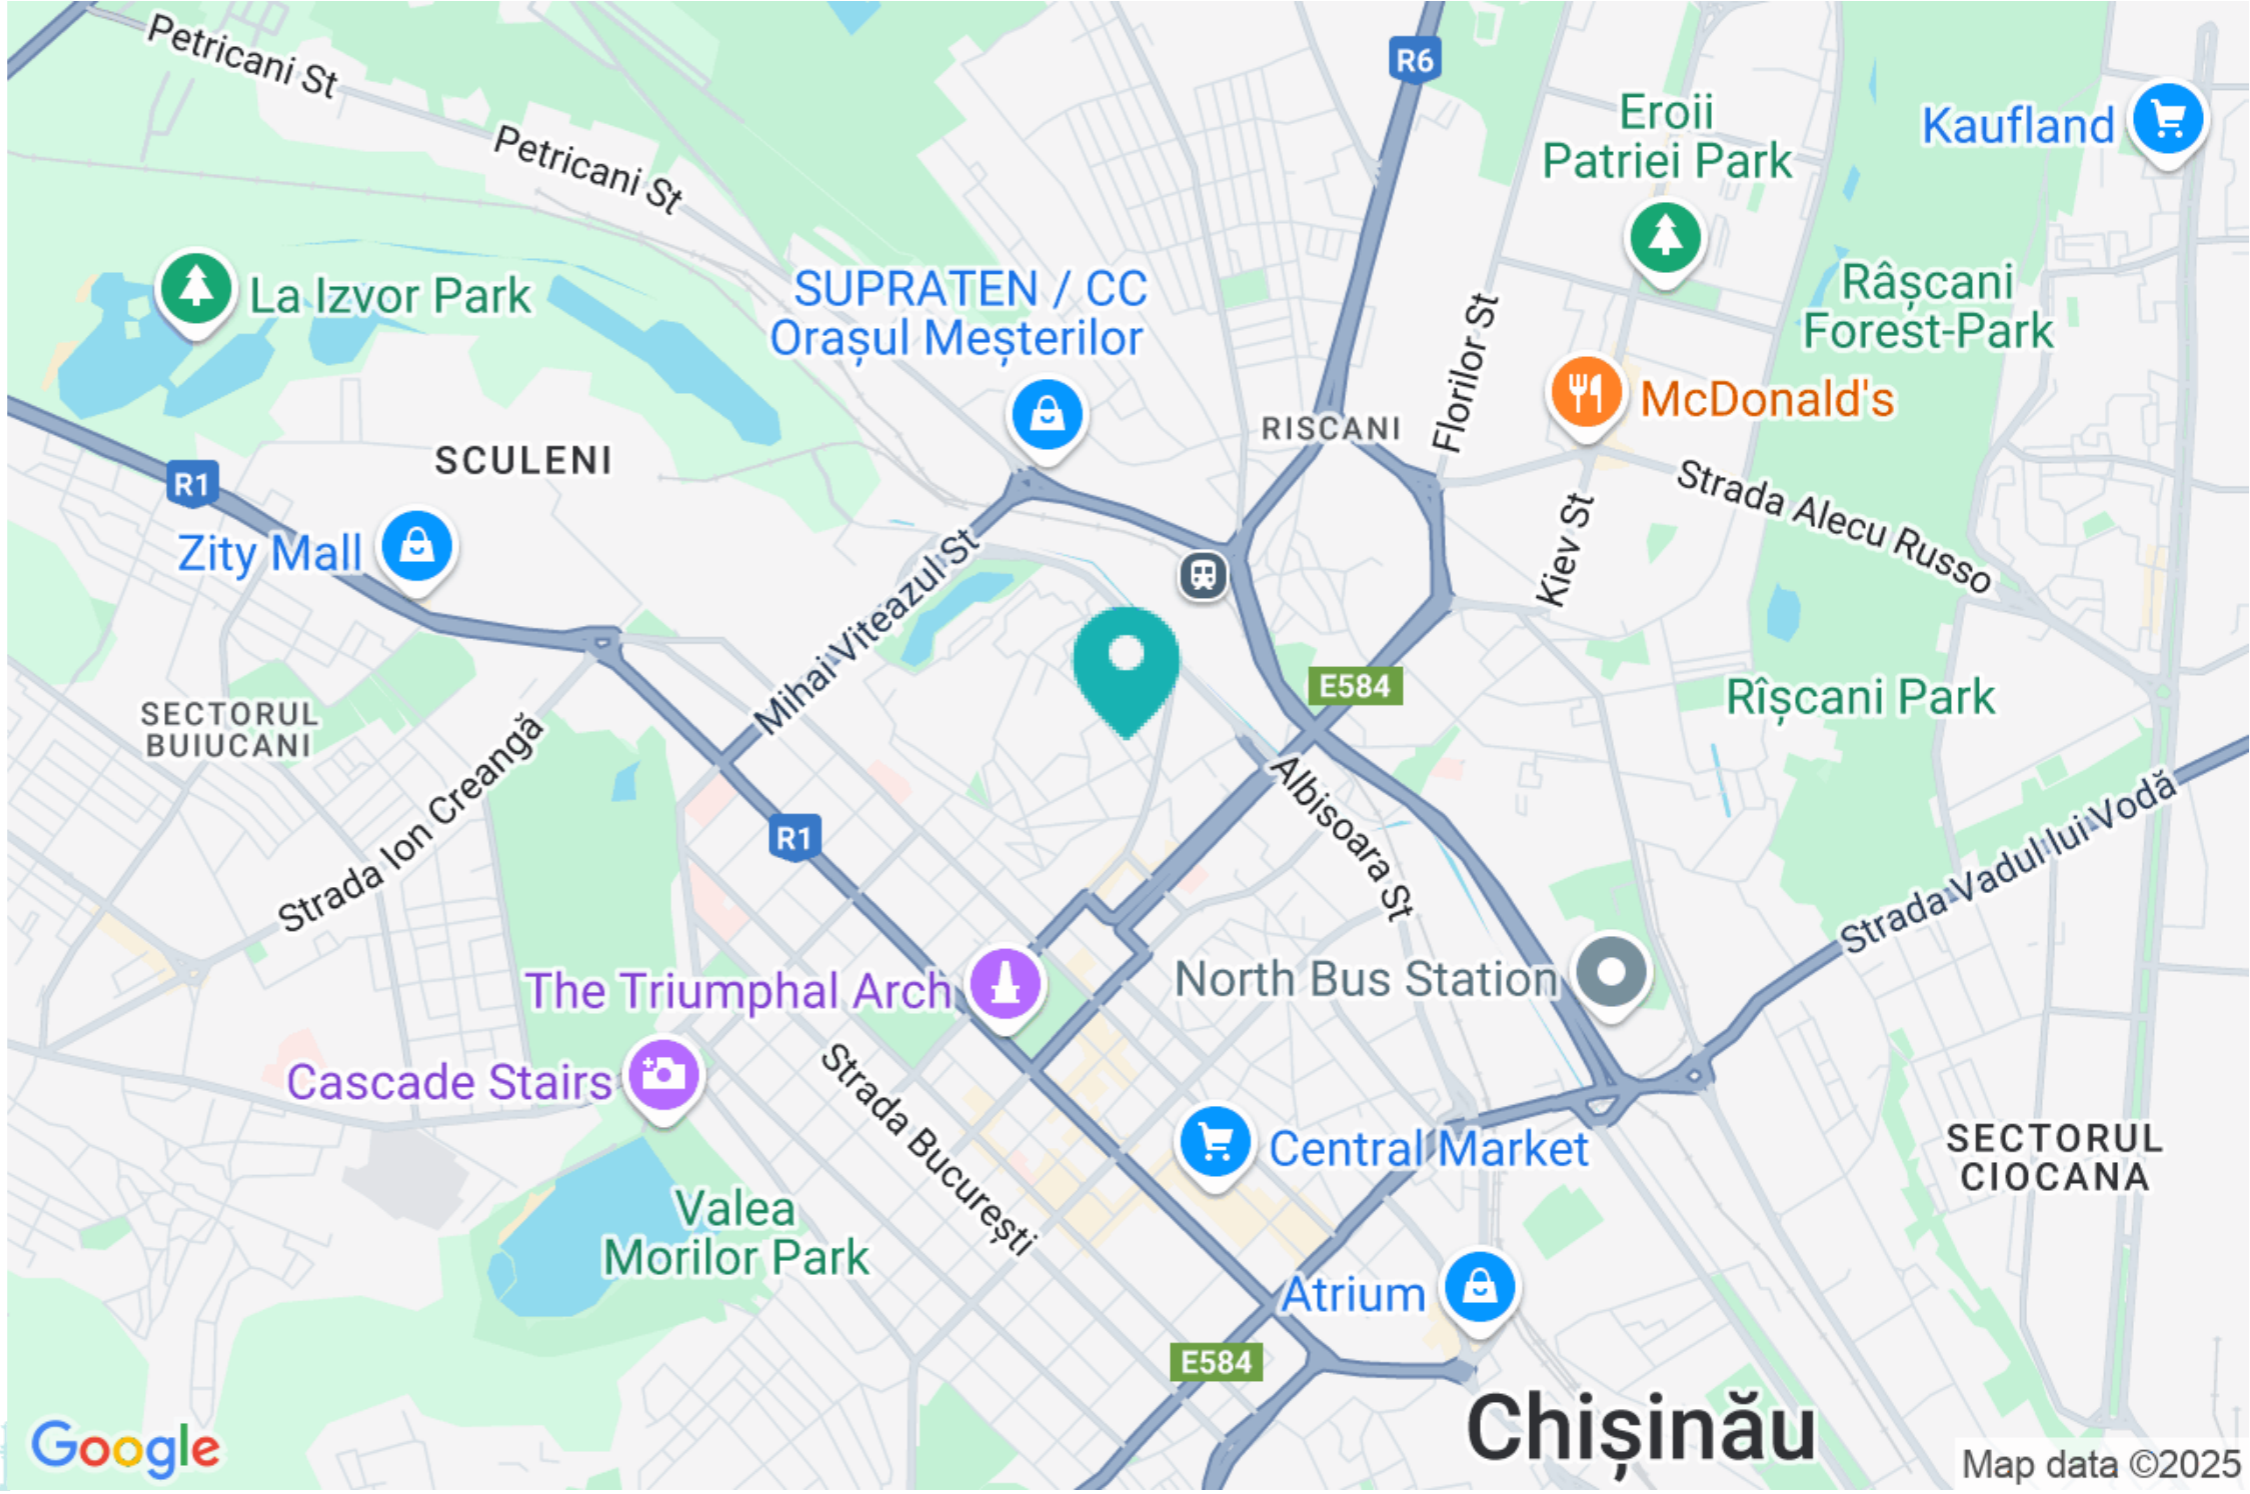 Petricani St
R6
Eroii
Patriei Park
Kaufland
Petricani St
La Izvor Park
SUPRATEN / CC
Orașul Meșterilor
Râșcani
Forest-Park
Florilor St
McDonald's
RISCANI
SCULENI
R1
Zity Mall
Strada Alecu Russo
Kiev St
Mihai Viteazul St
E584
Rîșcani Park
SECTORUL
BUIUCANI
Strada Ion Creangă
R1
Albisoara St
Strada Vadul lui Vodă
The Triumphal Arch
North Bus Station
Cascade Stairs
Strada București
Central Market
SECTORUL
CIOCANA
Valea
Morilor Park
Atrium
E584
Chișinău
Google
Map data ©2025